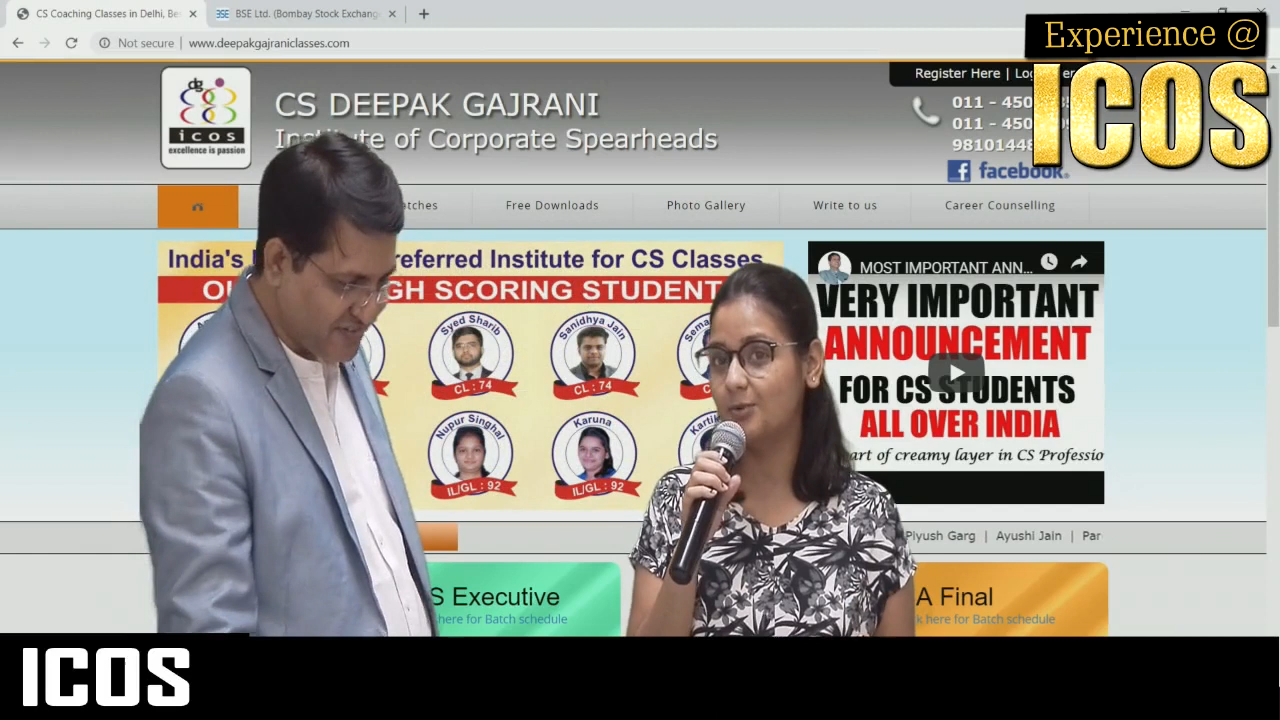 CS Coaching Classes in Delhi, Be
BSE Ltd. (Bombay Stock Exchang
Not secure | www.deepakgajraniclasses.com
Experience @
ICOS
Register Here |
dg
icos
excellence is passion
CS DEEPAK GAJRANI
of Corporate Spearheads
011 - 450
011 - 450
facebook
Free Downloads
Photo Gallery
Write to us
Career Counselling
India's
Institute for CS Classes
SCORING STUDENT
Syed Sharib
CL : 74
Sanidhya Jain
CL : 74
Nupur Singhal
IL/GL : 92
Karuna
IL/GL : 92
MOST IMPORTANT ANN...
VERY IMPORTANT
ANNOUNCEMENT
FOR CS STUDENTS
ALL OVER INDIA
art of creamy layer in CS Professio
Piyush Garg | Ayushi Jain | Par
S Executive
here for Batch schedule
A Final
k here for Batch schedule
ICOS